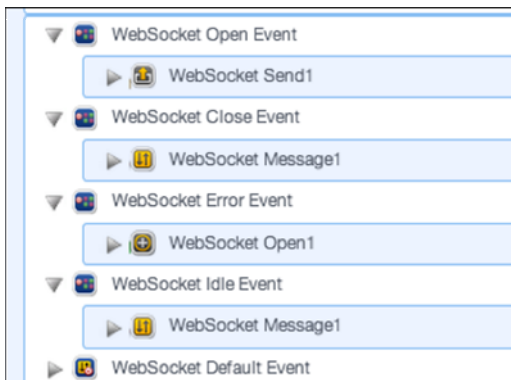 WebSocket Open Event
WebSocket Send1
WebSocket Close Event
WebSocket Message1
WebSocket Error Event
WebSocket Open1
WebSocket Idle Event
WebSocket Message1
WebSocket Default Event